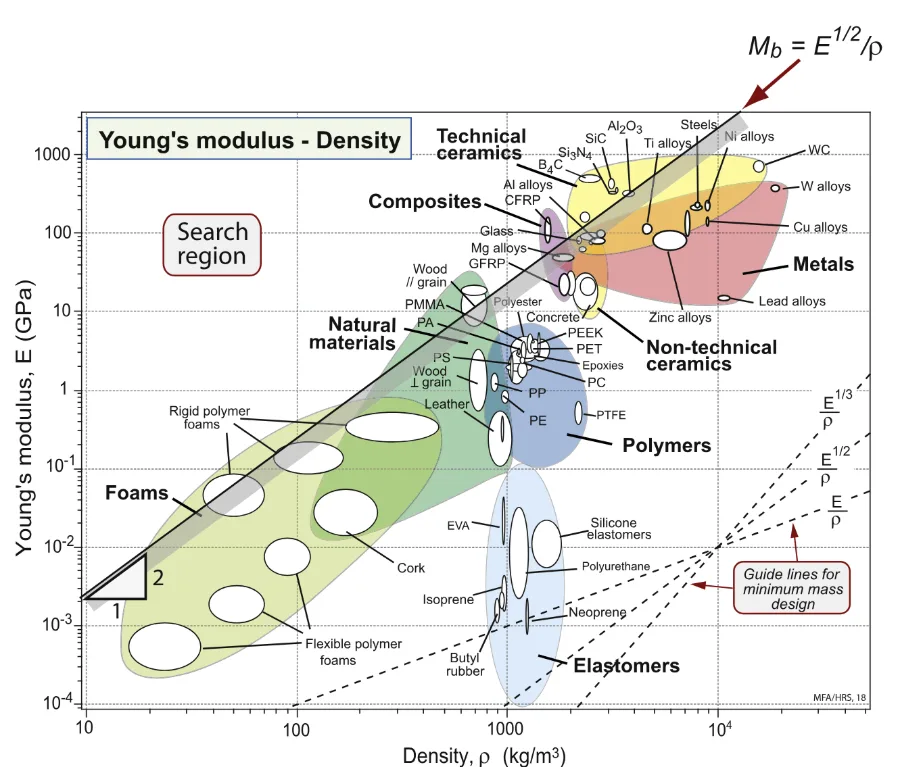 M_b = E^1/2/ρ
Young's modulus - Density
Technical
ceramics
Al2O3
Steels
Ni alloys
SiC
Ti alloys
Si3N4
WC
B4C
Al alloys
W alloys
CFRP
Composites
Glass
Cu alloys
Mg alloys
GFRP
Metals
Search
region
Wood
// grain
Lead alloys
PMMA
Polyester
Zinc alloys
Concrete
PA
Natural
materials
PEEK
Non-technical
ceramics
PET
PS
Epoxies
Wood
⊥ grain
PC
PP
Leather
PE
PTFE
Rigid polymer
foams
Polymers
Foams
EVA
Silicone
elastomers
Cork
Polyurethane
Isoprene
Neoprene
Flexible polymer
foams
Butyl
rubber
Elastomers
E^1/3
ρ
E^1/2
ρ
E
ρ
Guide lines for
minimum mass
design
2
1
MFA/HRS, 18
1000
100
10
1
10^-1
10^-2
10^-3
10^-4
10
100
1000
10^4
Young's modulus, E (GPa)
Density, ρ (kg/m^3)